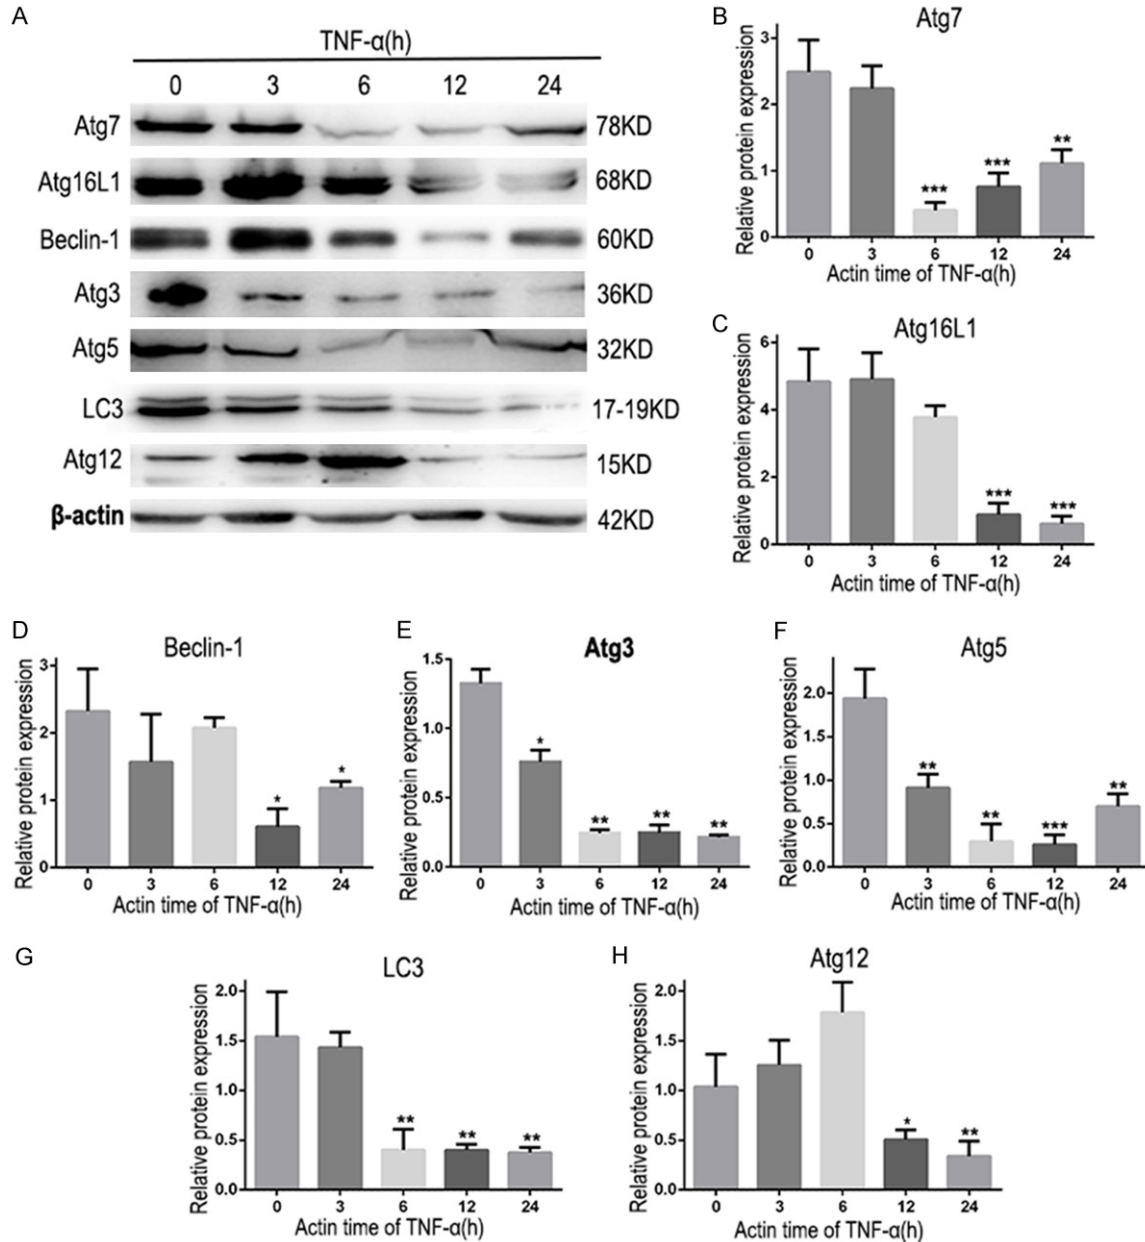 A
TNF-α(h)
0 3 6 12 24
Atg7 78KD
Atg16L1 68KD
Beclin-1 60KD
Atg3 36KD
Atg5 32KD
LC3 17-19KD
Atg12 15KD
β-actin 42KD
B
Atg7
Relative protein expression
3
2
1
0
***
***
**
0 3 6 12 24
Actin time of TNF-α(h)
C
Atg16L1
Relative protein expression
6
4
2
0
***
***
0 3 6 12 24
Actin time of TNF-α(h)
D
Beclin-1
Relative protein expression
3
2
1
0
*
*
0 3 6 12 24
Actin time of TNF-α(h)
E
Atg3
Relative protein expression
1.5
1.0
0.5
0.0
*
**
**
**
0 3 6 12 24
Actin time of TNF-α(h)
F
Atg5
Relative protein expression
2.0
1.5
1.0
0.5
0.0
**
**
***
**
0 3 6 12 24
Actin time of TNF-α(h)
G
LC3
Relative protein expression
2.0
1.5
1.0
0.5
0.0
**
**
**
0 3 6 12 24
Actin time of TNF-α(h)
H
Atg12
Relative protein expression
2.0
1.5
1.0
0.5
0.0
*
**
0 3 6 12 24
Actin time of TNF-α(h)